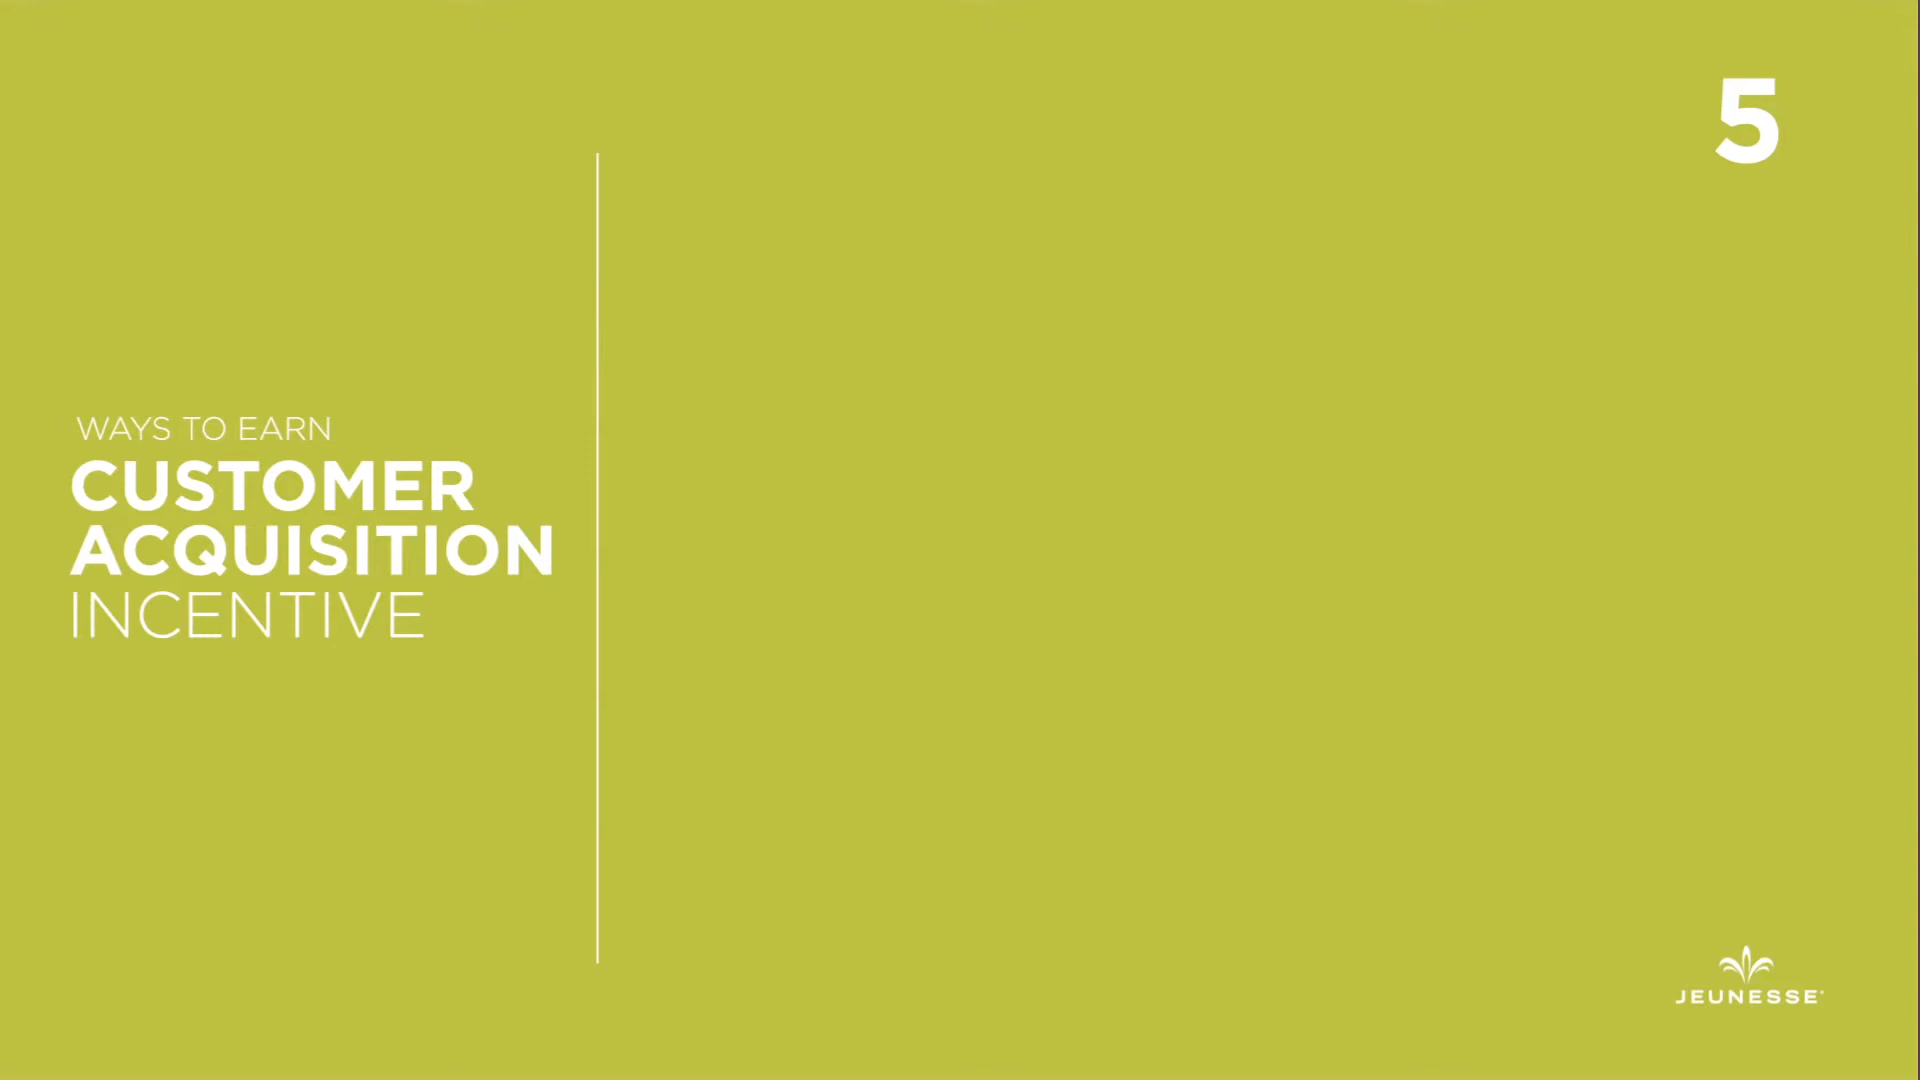 5
WAYS TO EARN
CUSTOMER
ACQUISITION
INCENTIVE
JEUNESSE